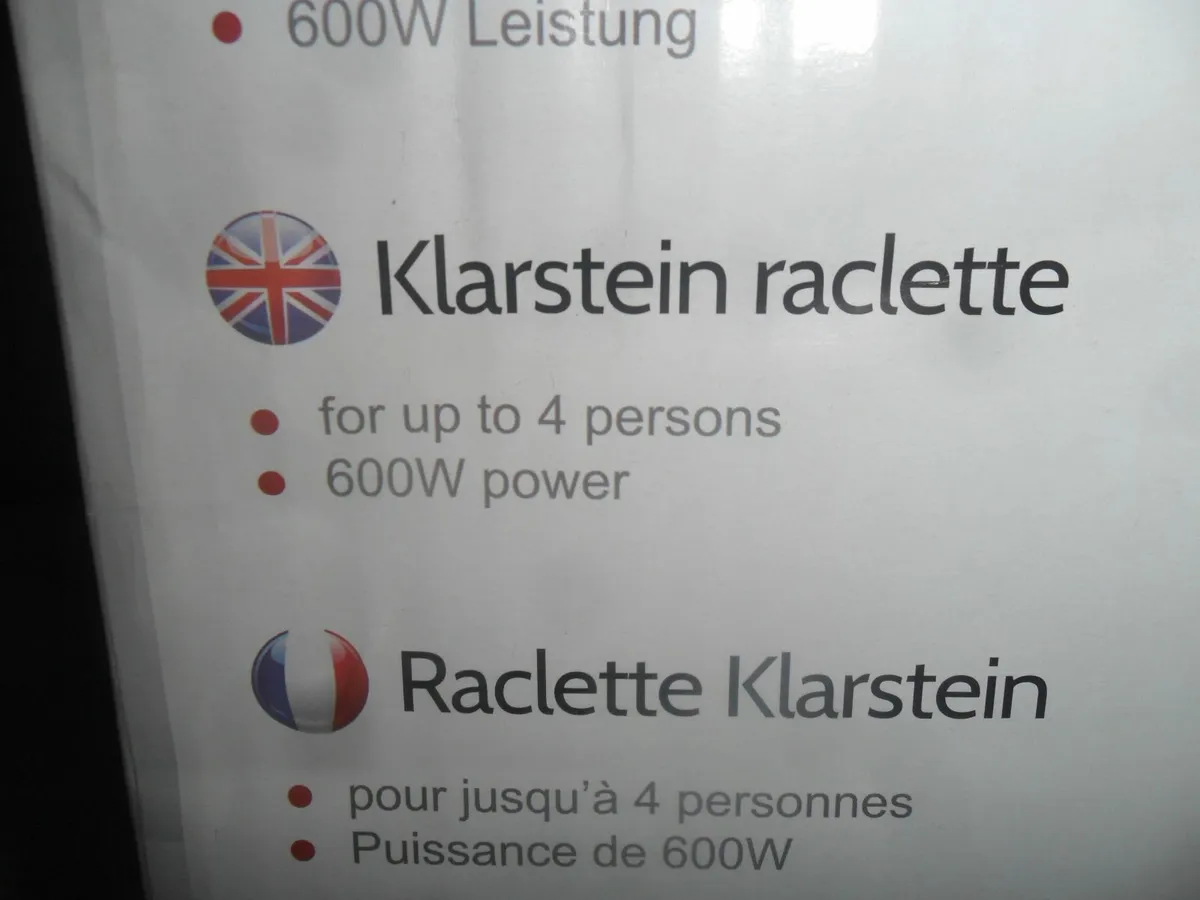 600W Leistung
Klarstein raclette
for up to 4 persons
600W power
Raclette Klarstein
pour jusqu'à 4 personnes
Puissance de 600W